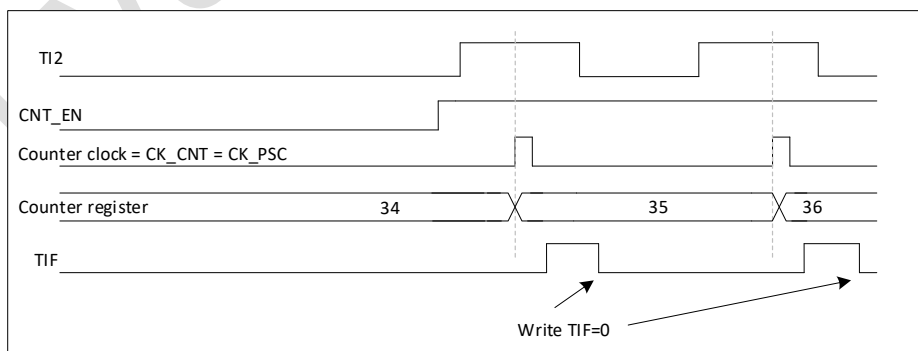 TI2
CNT_EN
Counter clock = CK_CNT = CK_PSC
Counter register 34 35 36
TIF
Write TIF=0